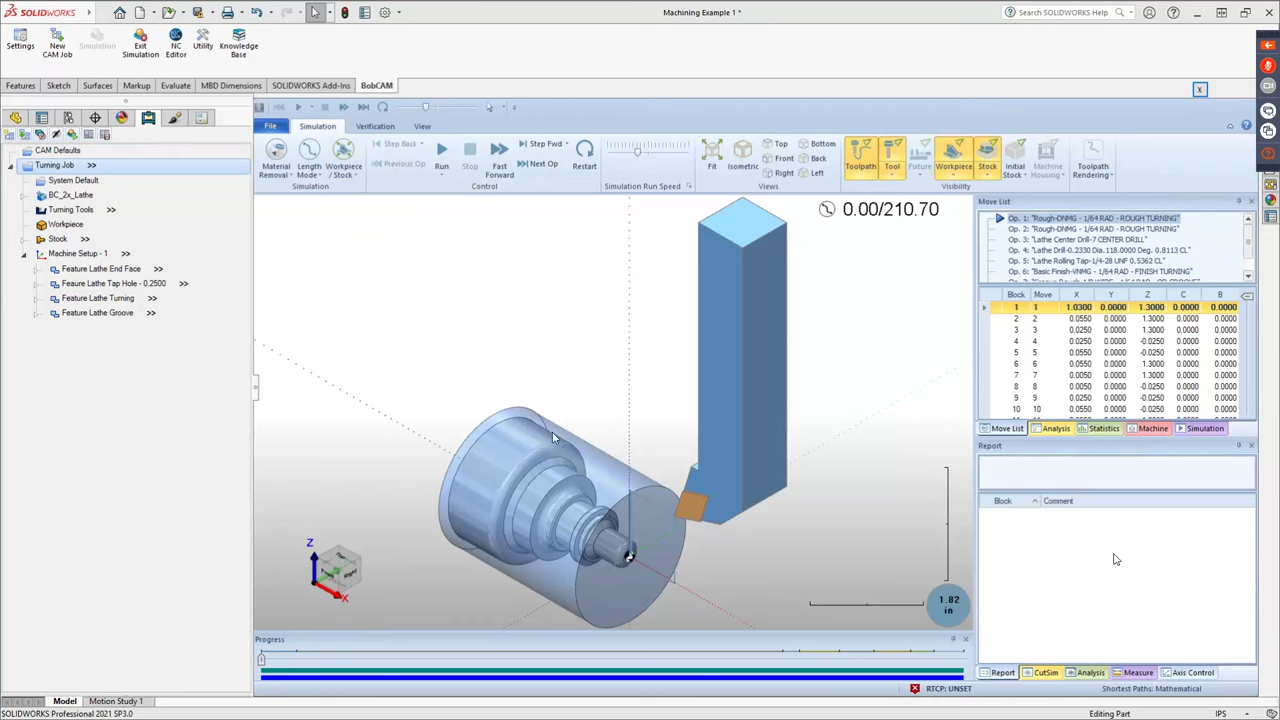 SOLIDWORKS
Machining Example 1 *
Search SOLIDWORKS Help
Settings
New CAM Job
Simulation
Exit Simulation
NC Editor
Utility
Knowledge Base
Features
Sketch
Surfaces
Markup
Evaluate
MBD Dimensions
SOLIDWORKS Add-Ins
BobCAM
X
CAM Defaults
Turning Job >>
System Default
BC_2x_Lathe
Turning Tools >>
Workpiece
Stock >>
Machine Setup - 1 >>
Feature Lathe End Face >>
Feaure Lathe Tap Hole - 0.2500 >>
Feature Lathe Turning >>
Feature Lathe Groove >>
File
Simulation
Verification
View
Material Removal
Length Mode
Workpiece / Stock
Simulation
Step Back
Previous Op
Run
Stop
Fast Forward
Step Fwd
Next Op
Restart
Control
Simulation Run Speed
Fit
Isometric
Top
Front
Right
Bottom
Back
Left
Views
Toolpath
Tool
Workpiece
Stock
Initial Stock
Machine Housing
Visibility
Toolpath Rendering
0.00/210.70
Z
X
Top
Front
Right
1.82
in
Move List
Op. 1: "Rough-DNMG - 1/64 RAD - ROUGH TURNING"
Op. 2: "Rough-DNMG - 1/64 RAD - ROUGH TURNING"
Op. 3: "Lathe Center Drill-7 CENTER DRILL"
Op. 4: "Lathe Drill-0.2330 Dia.118.0000 Deg. 0.8113 CL"
Op. 5: "Lathe Rolling Tap-1/4-28 UNF 0.5362 CL"
Op. 6: "Basic Finish-VNMG - 1/64 RAD - FINISH TURNING"
Block Move X Y Z C B
1 1 1.0300 0.0000 1.3000 0.0000 0.0000
2 2 0.0550 0.0000 1.3000 0.0000 0.0000
3 3 0.0250 0.0000 1.3000 0.0000 0.0000
4 4 0.0250 0.0000 -0.0250 0.0000 0.0000
5 5 0.0550 0.0000 -0.0250 0.0000 0.0000
6 6 0.0550 0.0000 1.3000 0.0000 0.0000
7 7 0.0550 0.0000 1.3000 0.0000 0.0000
8 8 0.0050 0.0000 -0.0250 0.0000 0.0000
9 9 0.0250 0.0000 -0.0250 0.0000 0.0000
10 10 0.0550 0.0000 -0.0250 0.0000 0.0000
Move List
Analysis
Statistics
Machine
Simulation
Report
Block
Comment
Report
CutSim
Analysis
Measure
Axis Control
Progress
RTCP: UNSET
Shortest Paths: Mathematical
Model
Motion Study 1
SOLIDWORKS Professional 2021 SP3.0
Editing Part
IPS